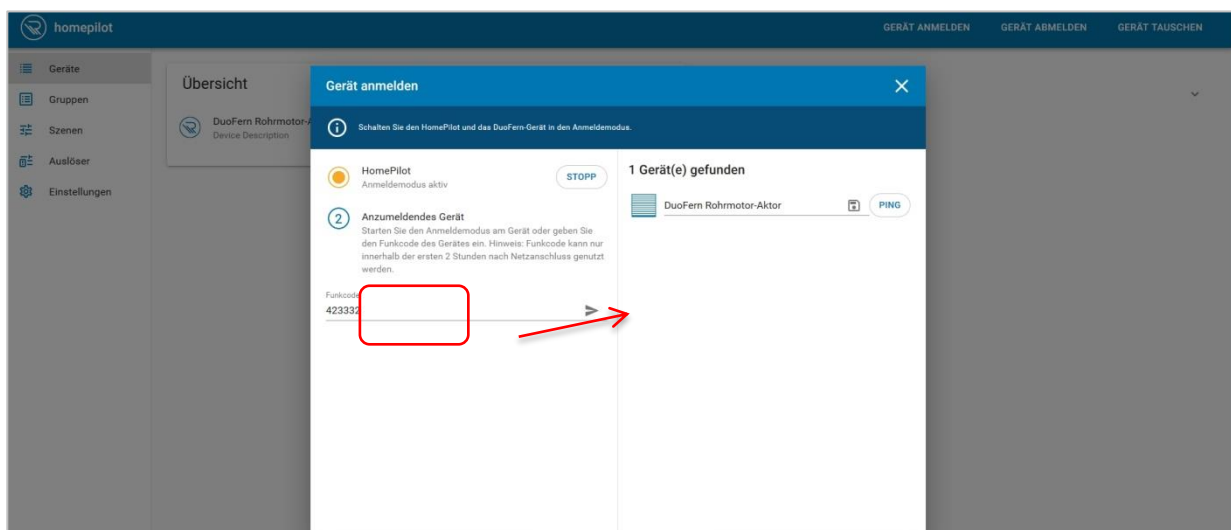 homepilot
GERÄT ANMELDEN
GERÄT ABMELDEN
GERÄT TAUSCHEN
Geräte
Gruppen
Szenen
Auslöser
Einstellungen
Übersicht
DuoFern Rohrmotor-A
Device Description
Gerät anmelden
Schalten Sie den HomePilot und das DuoFern-Gerät in den Anmeldemodus.
HomePilot
Anmeldemodus aktiv
STOPP
2
Anzumeldendes Gerät
Starten Sie den Anmeldemodus am Gerät oder geben Sie
den Funkcode des Gerätes ein. Hinweis: Funkcode kann nur
innerhalb der ersten 2 Stunden nach Netzanschluss genutzt
werden.
Funkcode
423332
1 Gerät(e) gefunden
DuoFern Rohrmotor-Aktor
PING